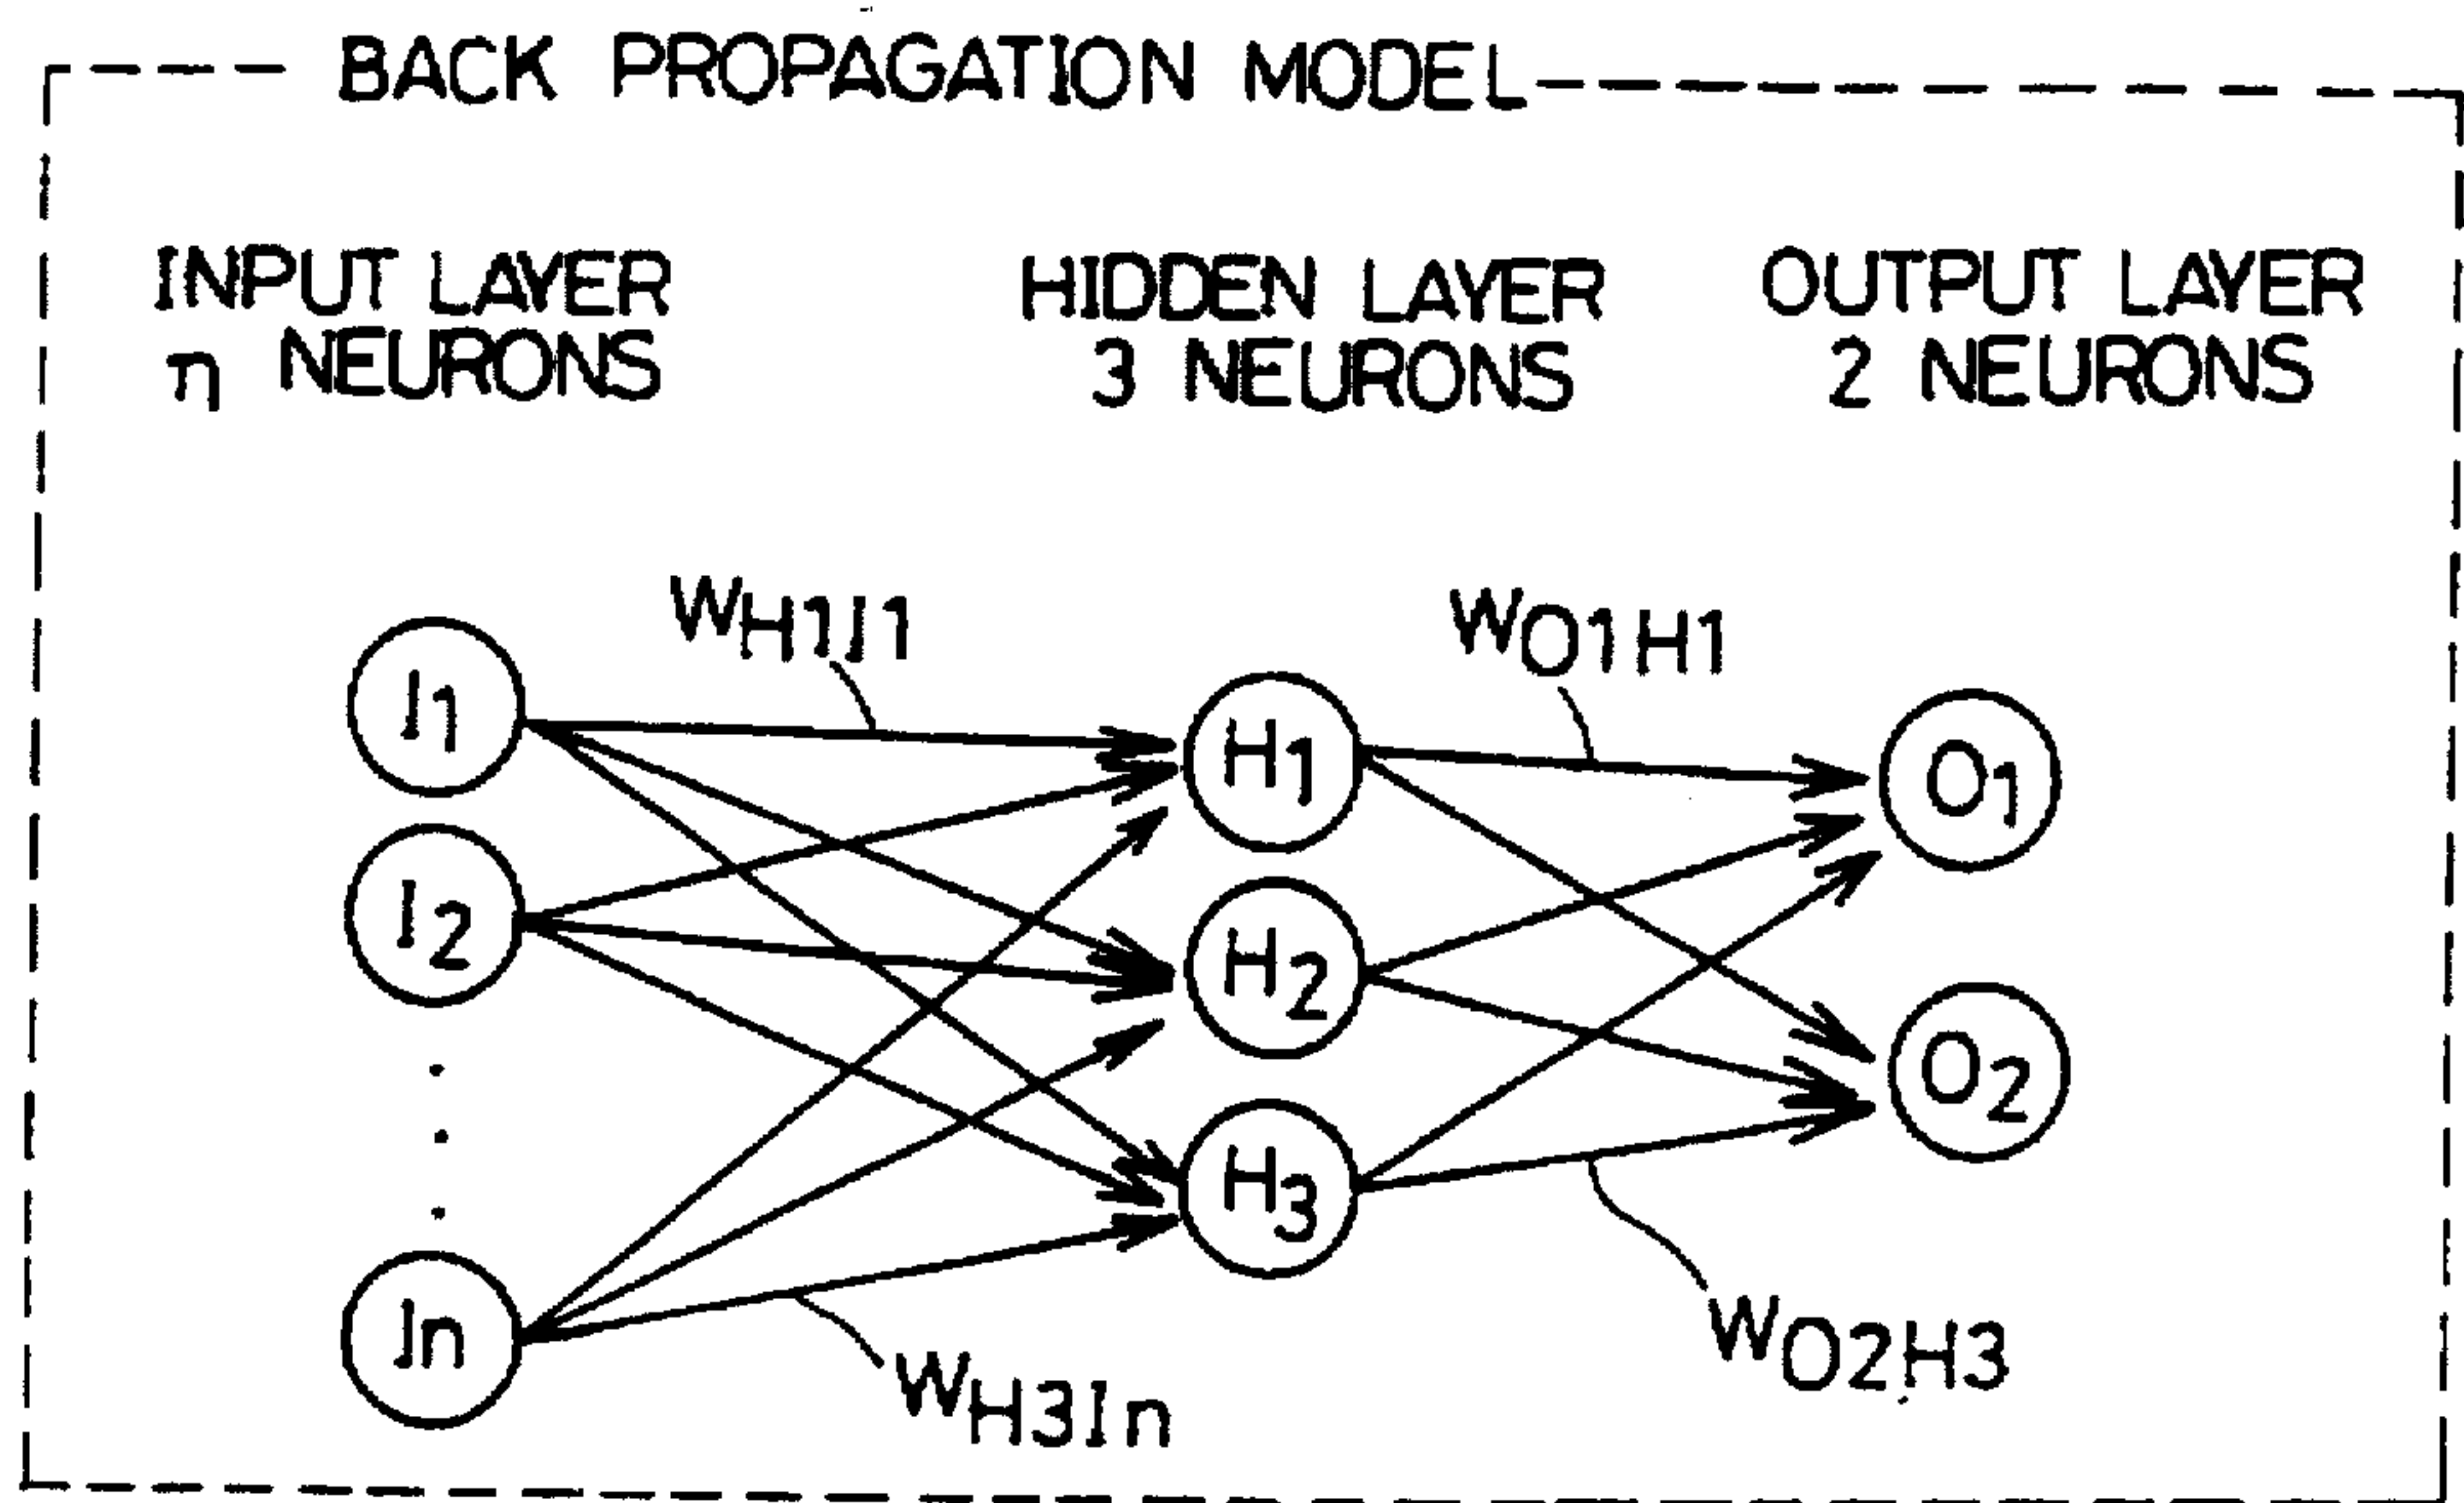 BACK PROPAGATION MODEL
INPUT LAYER
n NEURONS
HIDDEN LAYER
3 NEURONS
OUTPUT LAYER
2 NEURONS
WH1I1
WO1H1
I1
H1
O1
I2
H2
O2
H3
In
WH3In
WO2H3